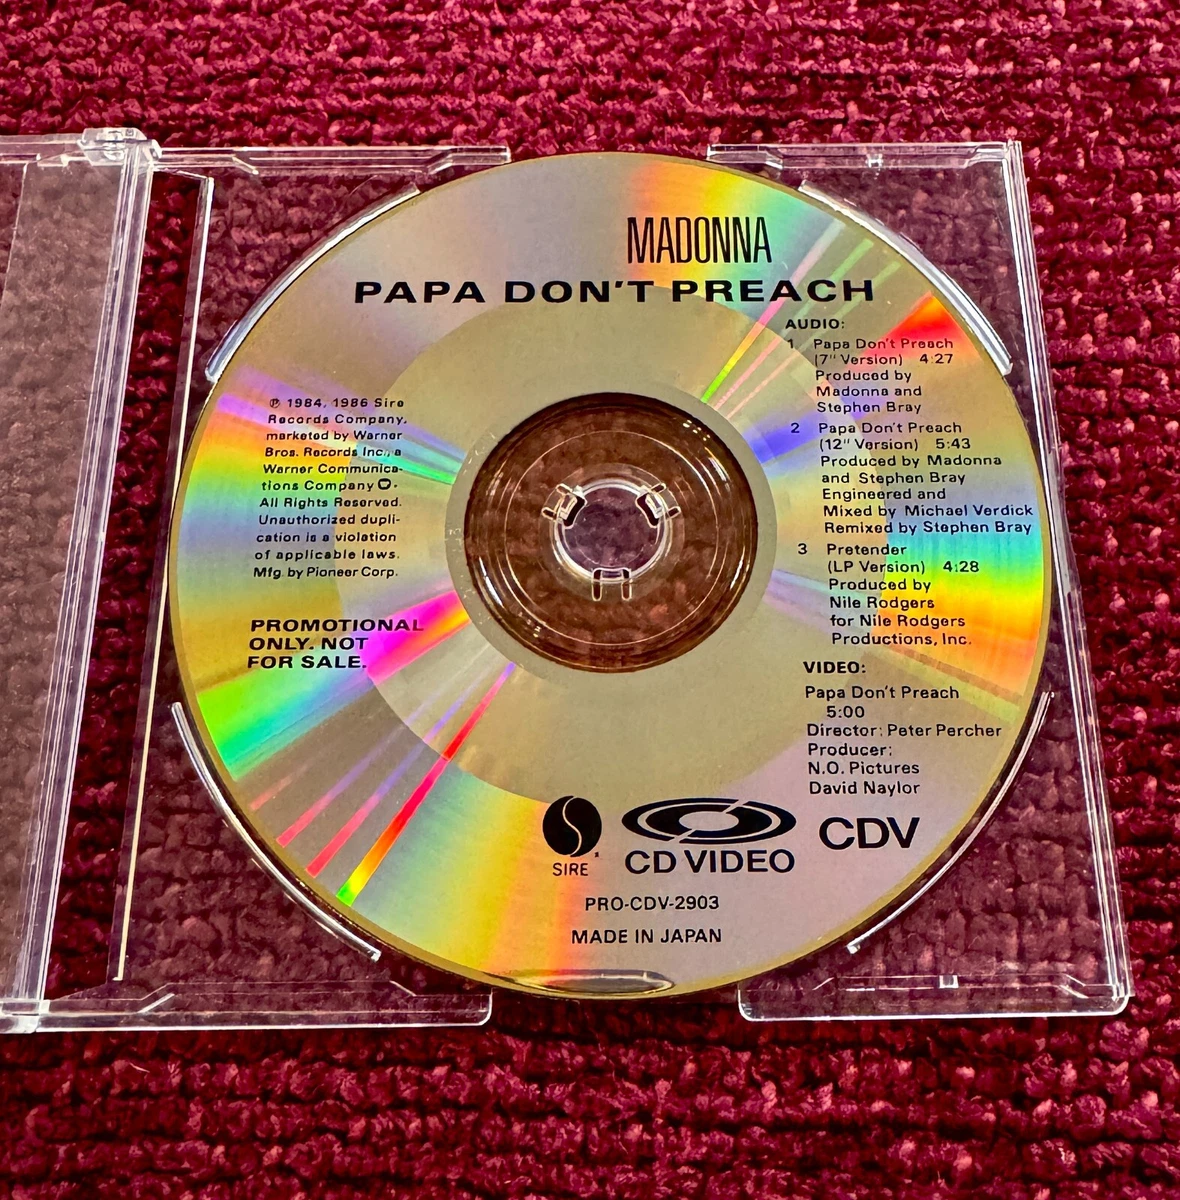 MADONNA
PAPA DON'T PREACH
AUDIO:
1 Papa Don't Preach
(7" Version) 4:27
Produced by
Madonna and
Stephen Bray
2 Papa Don't Preach
(12" Version) 5:43
Produced by Madonna
and Stephen Bray
Engineered and
Mixed by Michael Verdick
Remixed by Stephen Bray
3 Pretender
(LP Version) 4:28
Produced by
Nile Rodgers
for Nile Rodgers
Productions, Inc.
VIDEO:
Papa Don't Preach
5:00
Director: Peter Percher
Producer:
N.O. Pictures
David Naylor
℗ 1984, 1986 Sire
Records Company,
marketed by Warner
Bros. Records Inc., a
Warner Communica-
tions Company.
All Rights Reserved.
Unauthorized dupli-
cation is a violation
of applicable laws.
Mfg. by Pioneer Corp.
PROMOTIONAL
ONLY. NOT
FOR SALE.
SIRE
CD VIDEO
CDV
PRO-CDV-2903
MADE IN JAPAN